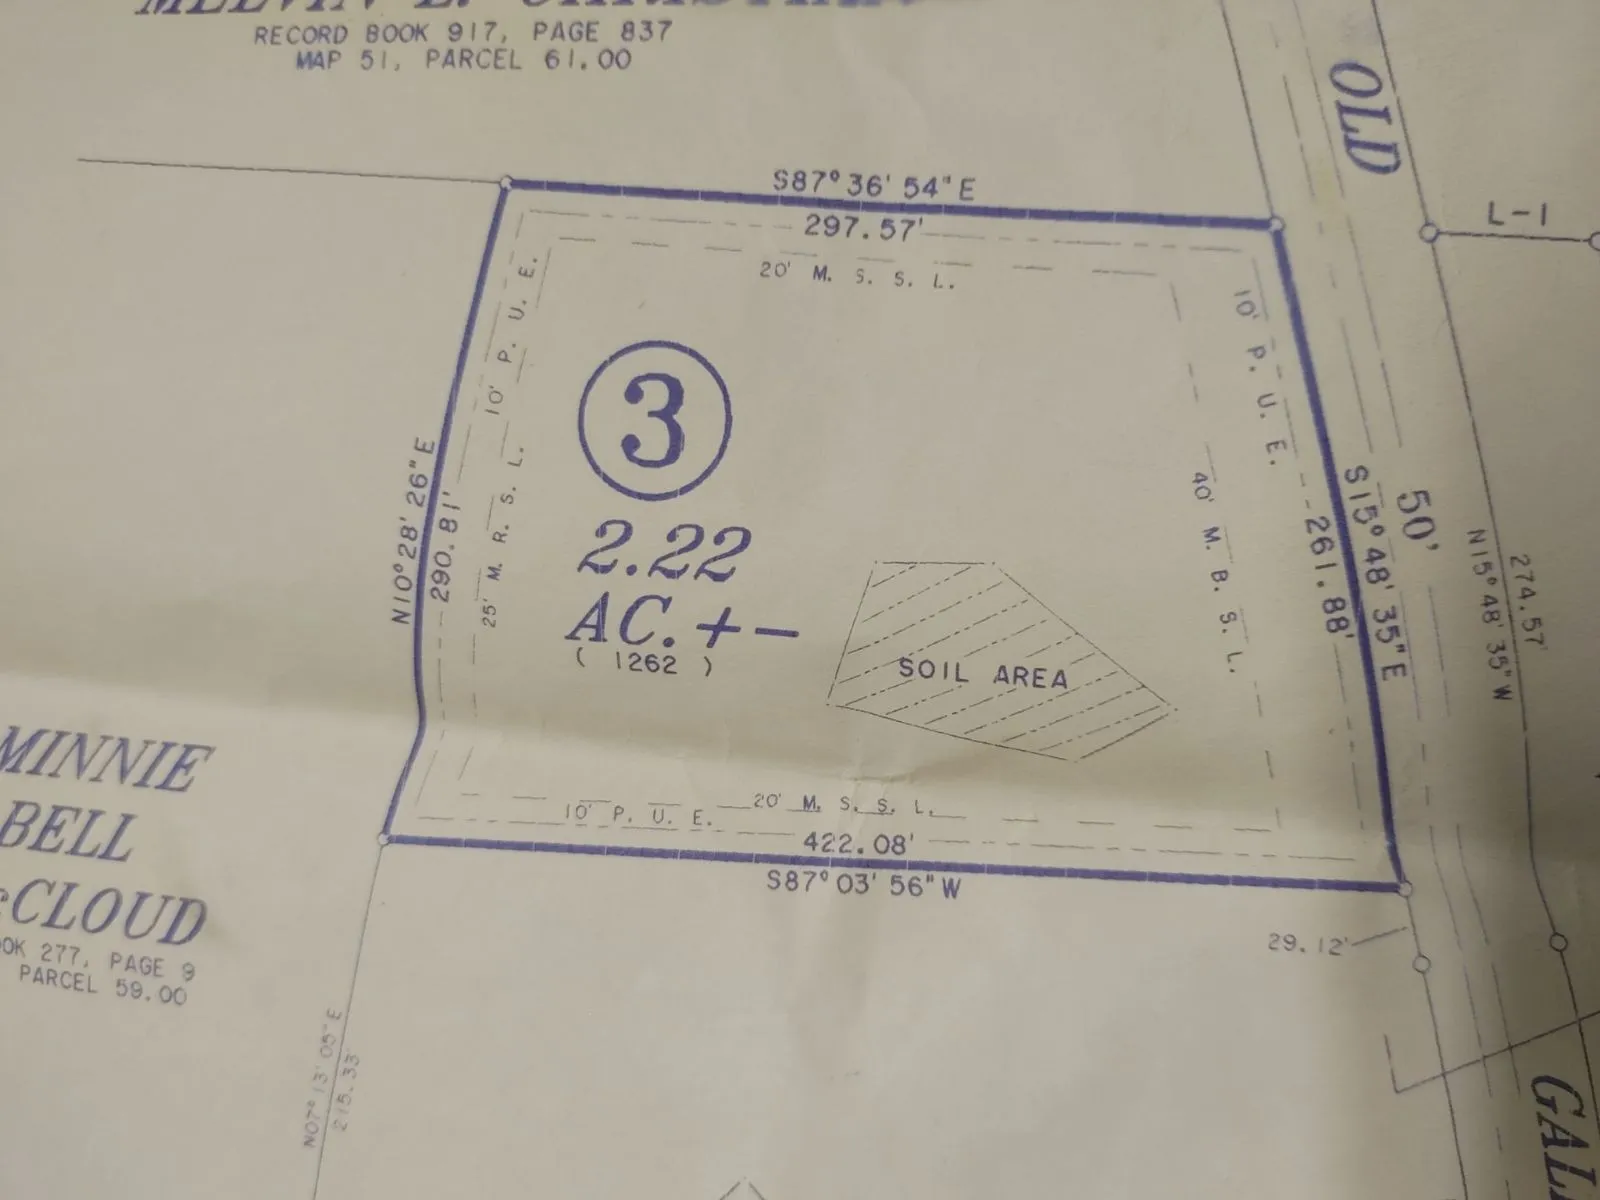 RECORD BOOK 917, PAGE 837
MAP 51, PARCEL 61.00
OLD
S87° 36' 54" E
297.57'
L-1
20' M. S. S. L.
10' P. U. E.
10' P. U. E.
3
N10° 28' 26" E
290.81'
25' M. R. S. L.
40' M. B. S. L.
261.88'
S15° 48' 35" E
50'
274.57'
N15° 48' 35" W
2.22
AC. +-
( 1262 )
SOIL AREA
MINNIE
BELL
CLOUD
277, PAGE 9
PARCEL 59.00
10' P. U. E.
20' M. S. S. L.
422.08'
S87° 03' 56" W
29.12'
N07° 13' 05" E
215.33'
GAL